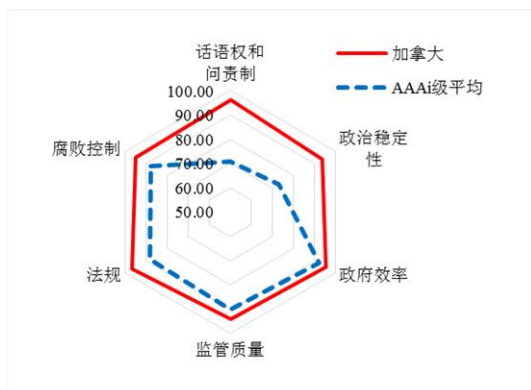 话语权和
问责制
加拿大
AAAi级平均
100.00
90.00
80.00
70.00
60.00
50.00
政治稳定
性
腐败控制
法规
政府效率
监管质量